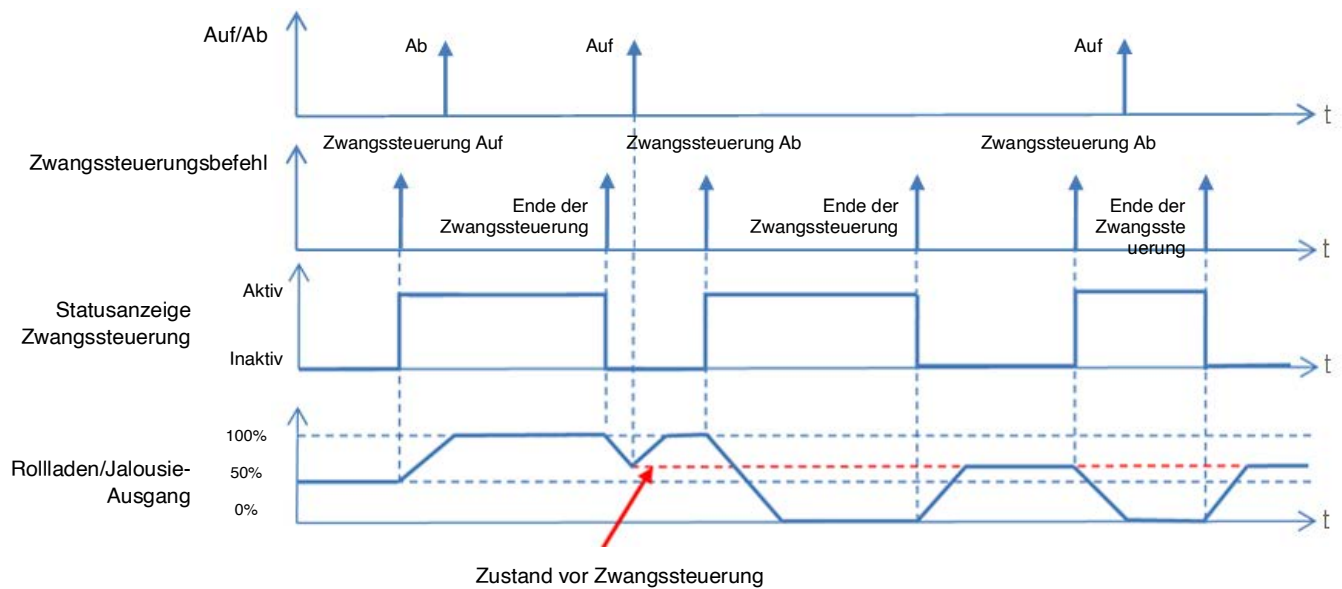 Auf/Ab
Ab
Auf
Auf
t
Zwangssteuerungsbefehl
Zwangssteuerung Auf
Zwangssteuerung Ab
Zwangssteuerung Ab
Ende der
Zwangssteuerung
Ende der
Zwangssteuerung
Ende der
Zwangsste
uerung
t
Statusanzeige
Zwangssteuerung
Aktiv
Inaktiv
t
Rollladen/Jalousie-
Ausgang
100%
50%
0%
t
Zustand vor Zwangssteuerung